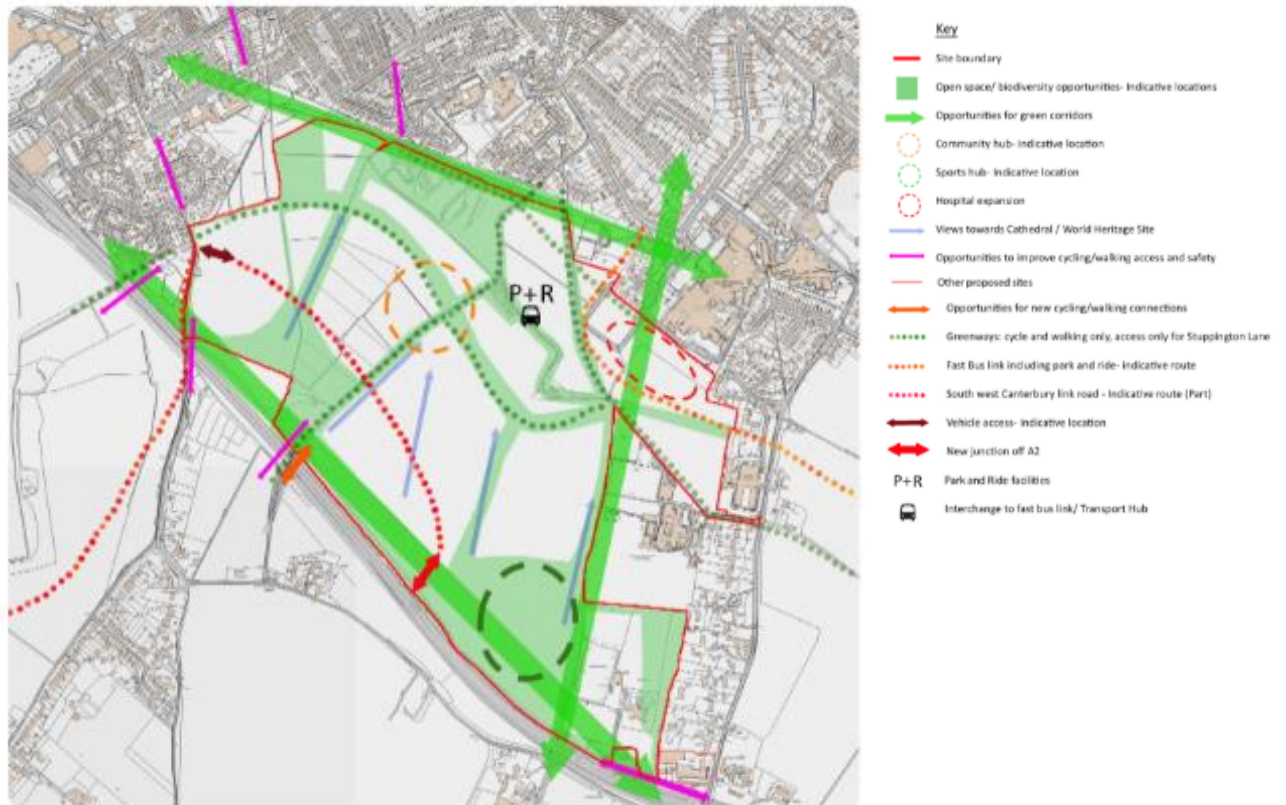 P+R
Key
Site boundary
Open space/ biodiversity opportunities- Indicative locations
Opportunities for green corridors
Community hub- Indicative location
Sports hub- Indicative location
Hospital expansion
Views towards Cathedral / World Heritage Site
Opportunities to improve cycling/walking access and safety
Other proposed sites
Opportunities for new cycling/walking connections
Greenways: cycle and walking only, access only for Stuppington Lane
Fast Bus link including park and ride- indicative route
South west Canterbury link road - Indicative route (Part)
Vehicle access- Indicative location
New junction off A2
P+R Park and Ride facilities
Interchange to fast bus link/ Transport Hub